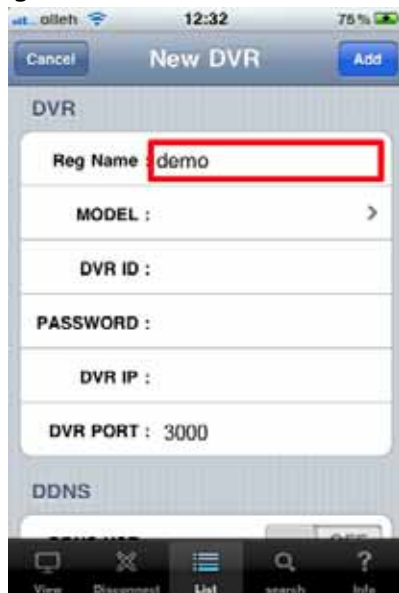 olleh 12:32 75%
Cancel New DVR Add
DVR
Reg Name : demo
MODEL : >
DVR ID :
PASSWORD :
DVR IP :
DVR PORT : 3000
DDNS
OFF
View Disconnect List search Info